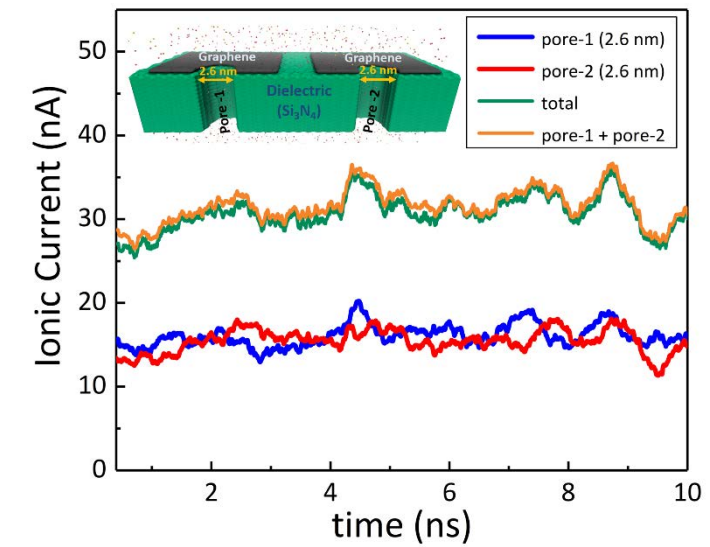 Ionic Current (nA)
50
40
30
20
10
0
Graphene
Graphene
2.6 nm
2.6 nm
Pore -1
Dielectric
(Si₃N₄)
Pore -2
pore-1 (2.6 nm)
pore-2 (2.6 nm)
total
pore-1 + pore-2
2
4
6
8
10
time (ns)